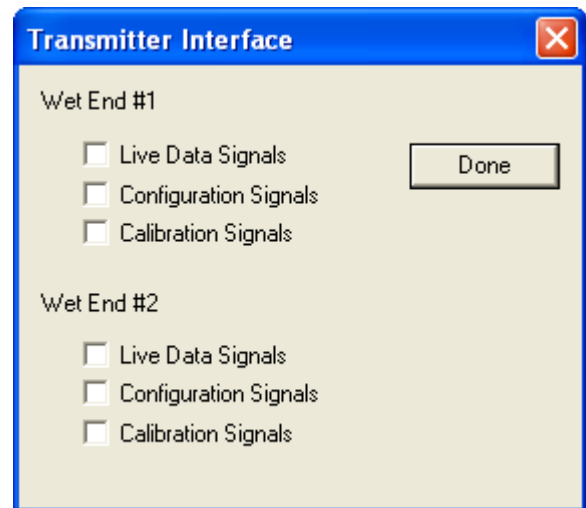 Transmitter Interface
Wet End #1
Live Data Signals
Done
Configuration Signals
Calibration Signals
Wet End #2
Live Data Signals
Configuration Signals
Calibration Signals